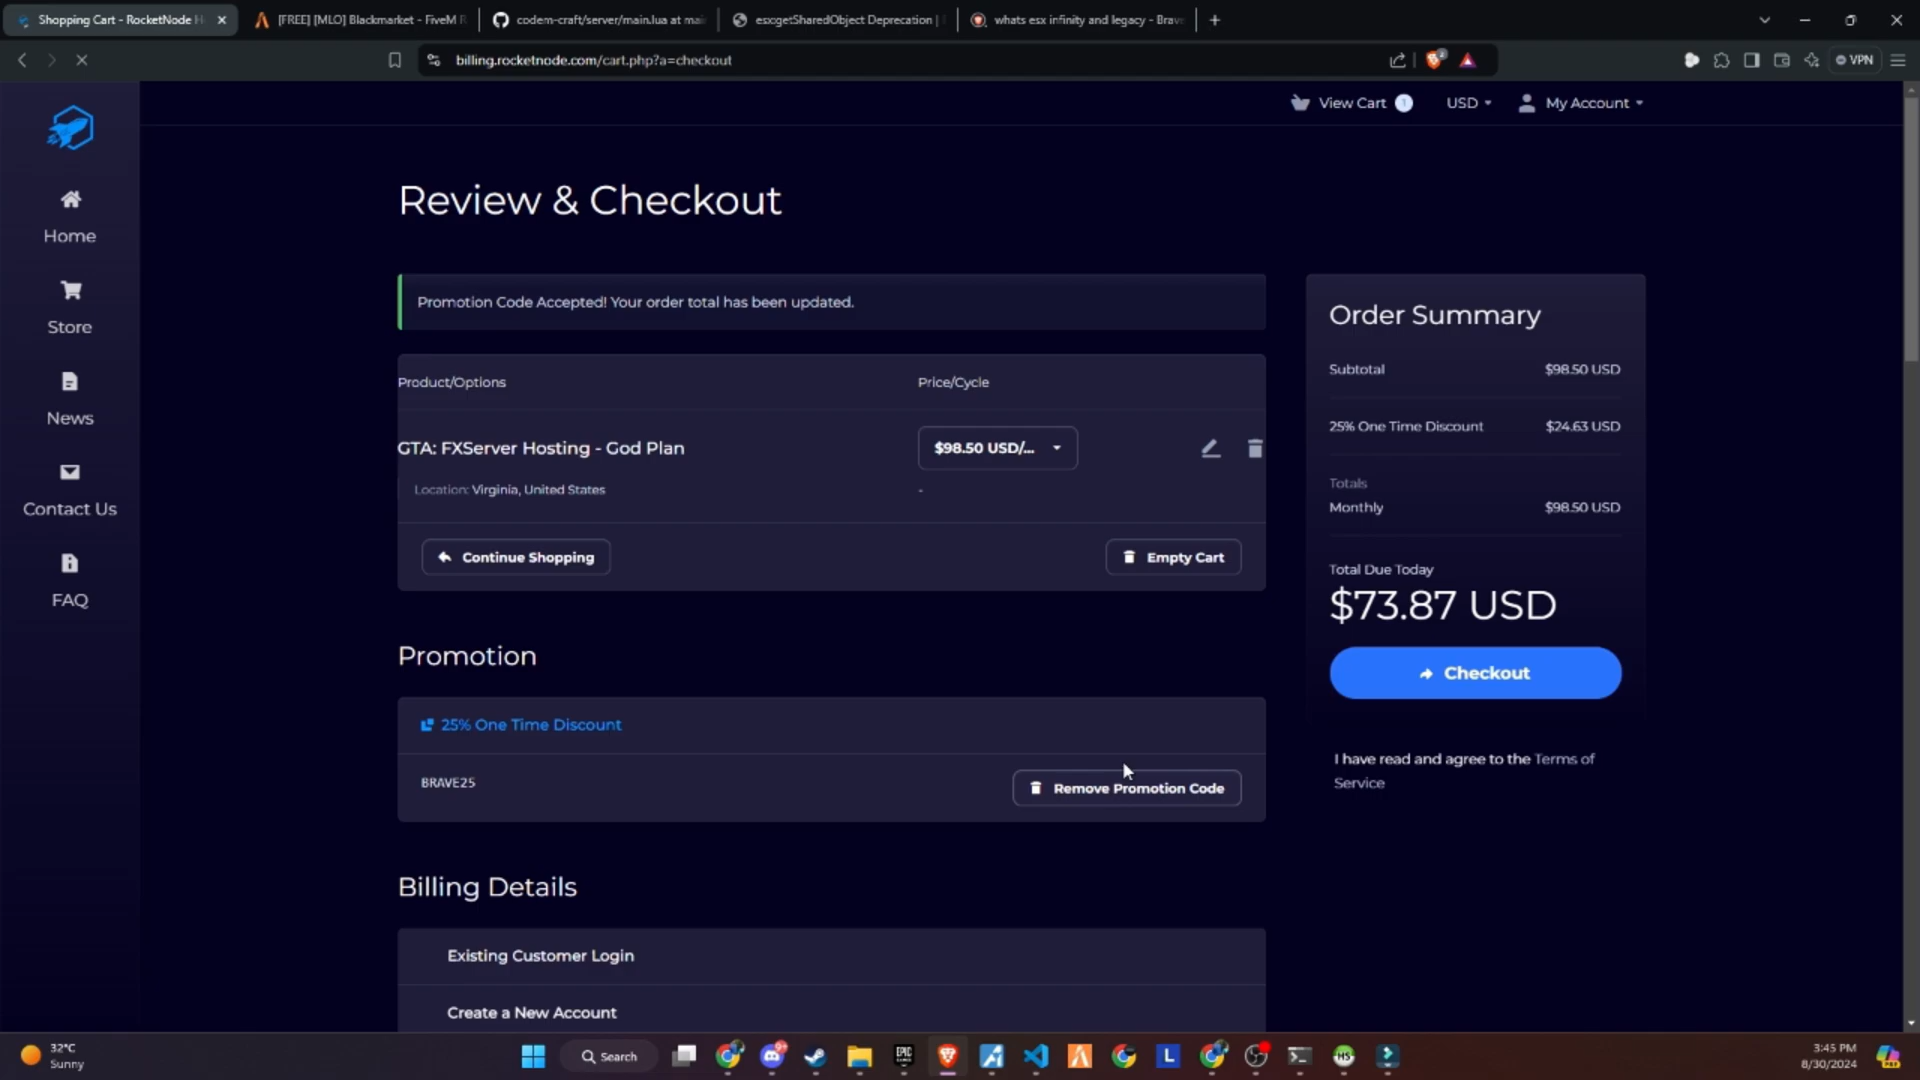 Shopping Cart - RocketNode H
[FREE] [MLO] Blackmarket - FiveM R
codem-craft/server/main.lua at mai
esx:getSharedObject Deprecation |
whats esx infinity and legacy - Brave
billing.rocketnode.com/cart.php?a=checkout
VPN
View Cart 1
USD
My Account
Home
Store
News
Contact Us
FAQ
Review & Checkout
Promotion Code Accepted! Your order total has been updated.
Product/Options
Price/Cycle
GTA: FXServer Hosting - God Plan
$98.50 USD/...
Location: Virginia, United States
-
Continue Shopping
Empty Cart
Promotion
25% One Time Discount
BRAVE25
Remove Promotion Code
Billing Details
Existing Customer Login
Create a New Account
Order Summary
Subtotal $98.50 USD
25% One Time Discount $24.63 USD
Totals
Monthly $98.50 USD
Total Due Today
$73.87 USD
Checkout
I have read and agree to the Terms of
Service
32°C
Sunny
Search
3:45 PM
8/30/2024